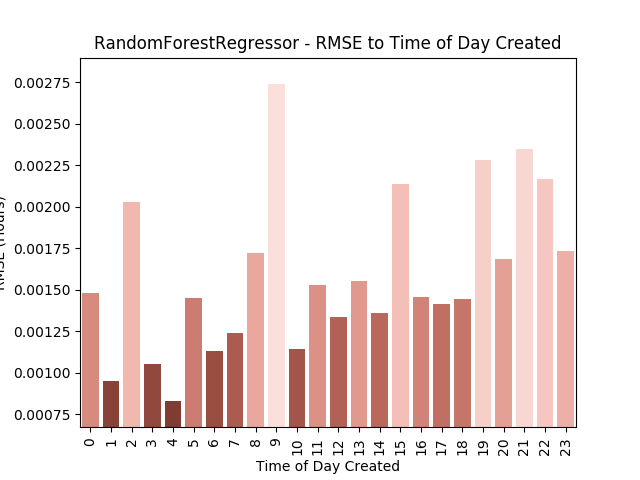 RandomForestRegressor - RMSE to Time of Day Created
0.00275
0.00250
0.00225
0.00200
0.00175
0.00150
0.00125
0.00100
0.00075
RMSE (Hours)
0 1 2 3 4 5 6 7 8 9 10 11 12 13 14 15 16 17 18 19 20 21 22 23
Time of Day Created